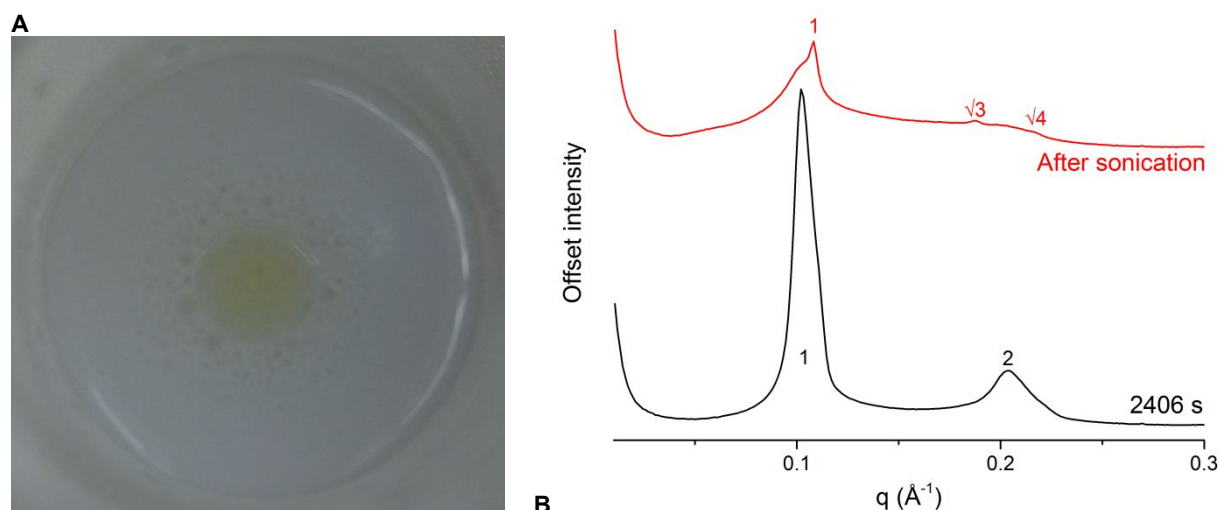 A
1
√3
√4
After sonication
Offset intensity
1
2
2406 s
0.1
0.2
0.3
q (Å⁻¹)
B